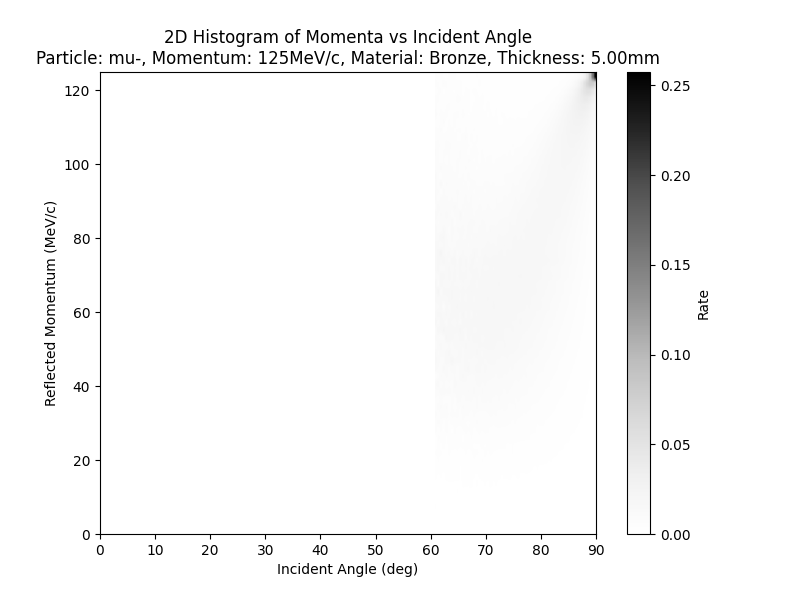 2D Histogram of Momenta vs Incident Angle
Particle: mu-, Momentum: 125MeV/c, Material: Bronze, Thickness: 5.00mm
120
100
80
60
40
20
0
Reflected Momentum (MeV/c)
0 10 20 30 40 50 60 70 80 90
Incident Angle (deg)
0.25
0.20
0.15
0.10
0.05
0.00
Rate